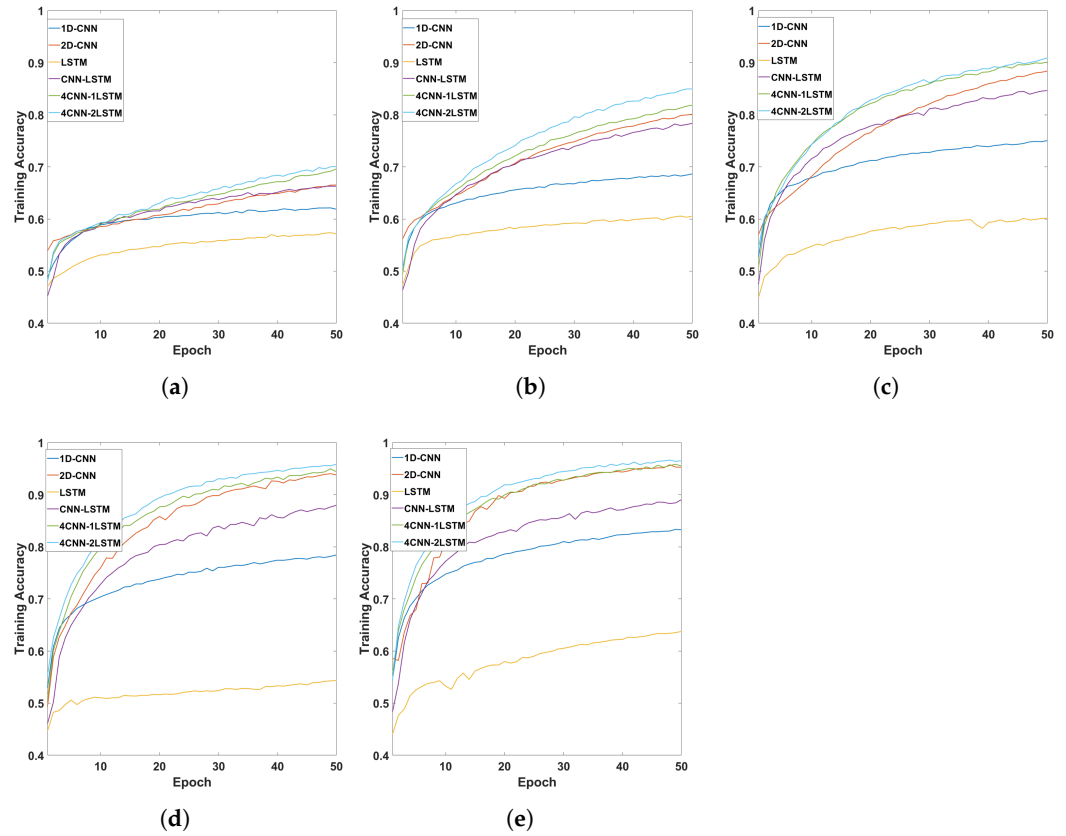 1
0.9
0.8
0.7
0.6
0.5
0.4
Training Accuracy
1D-CNN
2D-CNN
LSTM
CNN-LSTM
4CNN-1LSTM
4CNN-2LSTM
10 20 30 40 50
Epoch
(a)
1
0.9
0.8
0.7
0.6
0.5
0.4
Training Accuracy
1D-CNN
2D-CNN
LSTM
CNN-LSTM
4CNN-1LSTM
4CNN-2LSTM
10 20 30 40 50
Epoch
(b)
1
0.9
0.8
0.7
0.6
0.5
0.4
Training Accuracy
1D-CNN
2D-CNN
LSTM
CNN-LSTM
4CNN-1LSTM
4CNN-2LSTM
10 20 30 40 50
Epoch
(c)
1
0.9
0.8
0.7
0.6
0.5
0.4
Training Accuracy
1D-CNN
2D-CNN
LSTM
CNN-LSTM
4CNN-1LSTM
4CNN-2LSTM
10 20 30 40 50
Epoch
(d)
1
0.9
0.8
0.7
0.6
0.5
0.4
Training Accuracy
1D-CNN
2D-CNN
LSTM
CNN-LSTM
4CNN-1LSTM
4CNN-2LSTM
10 20 30 40 50
Epoch
(e)